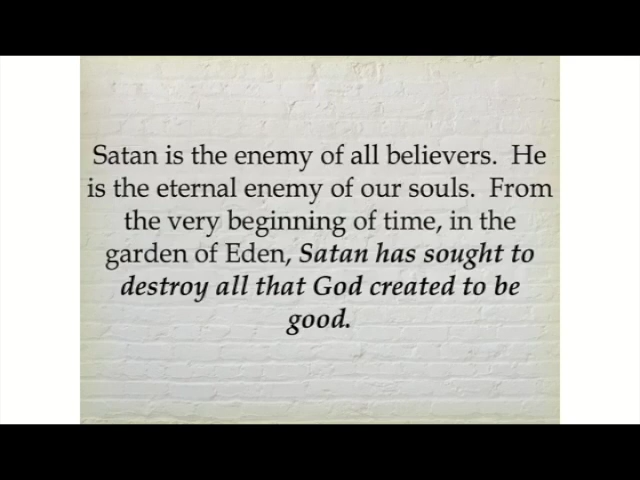 Satan is the enemy of all believers.  He
is the eternal enemy of our souls.  From
the very beginning of time, in the
garden of Eden, Satan has sought to
destroy all that God created to be
good.